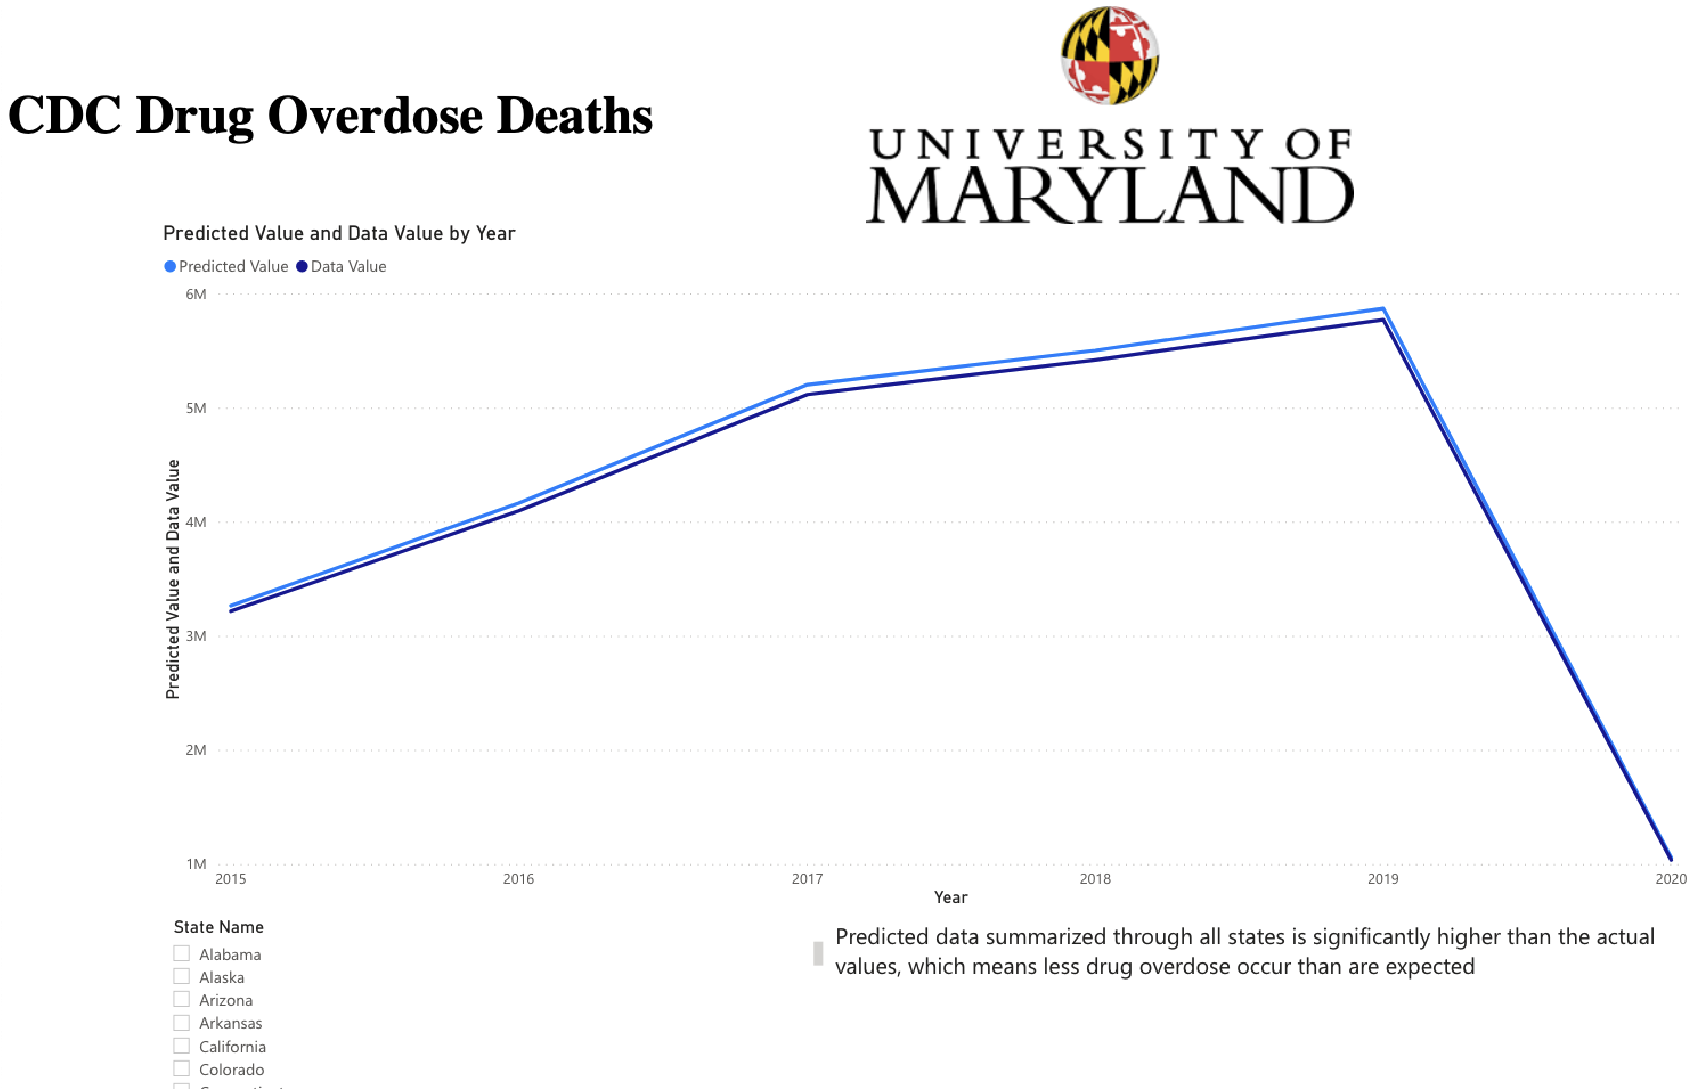 CDC Drug Overdose Deaths
UNIVERSITY OF
MARYLAND
Predicted Value and Data Value by Year
Predicted Value Data Value
6M
5M
4M
3M
2M
1M
Predicted Value and Data Value
2015 2016 2017 2018 2019 2020
Year
State Name
Alabama
Alaska
Arizona
Arkansas
California
Colorado
Predicted data summarized through all states is significantly higher than the actual
values, which means less drug overdose occur than are expected